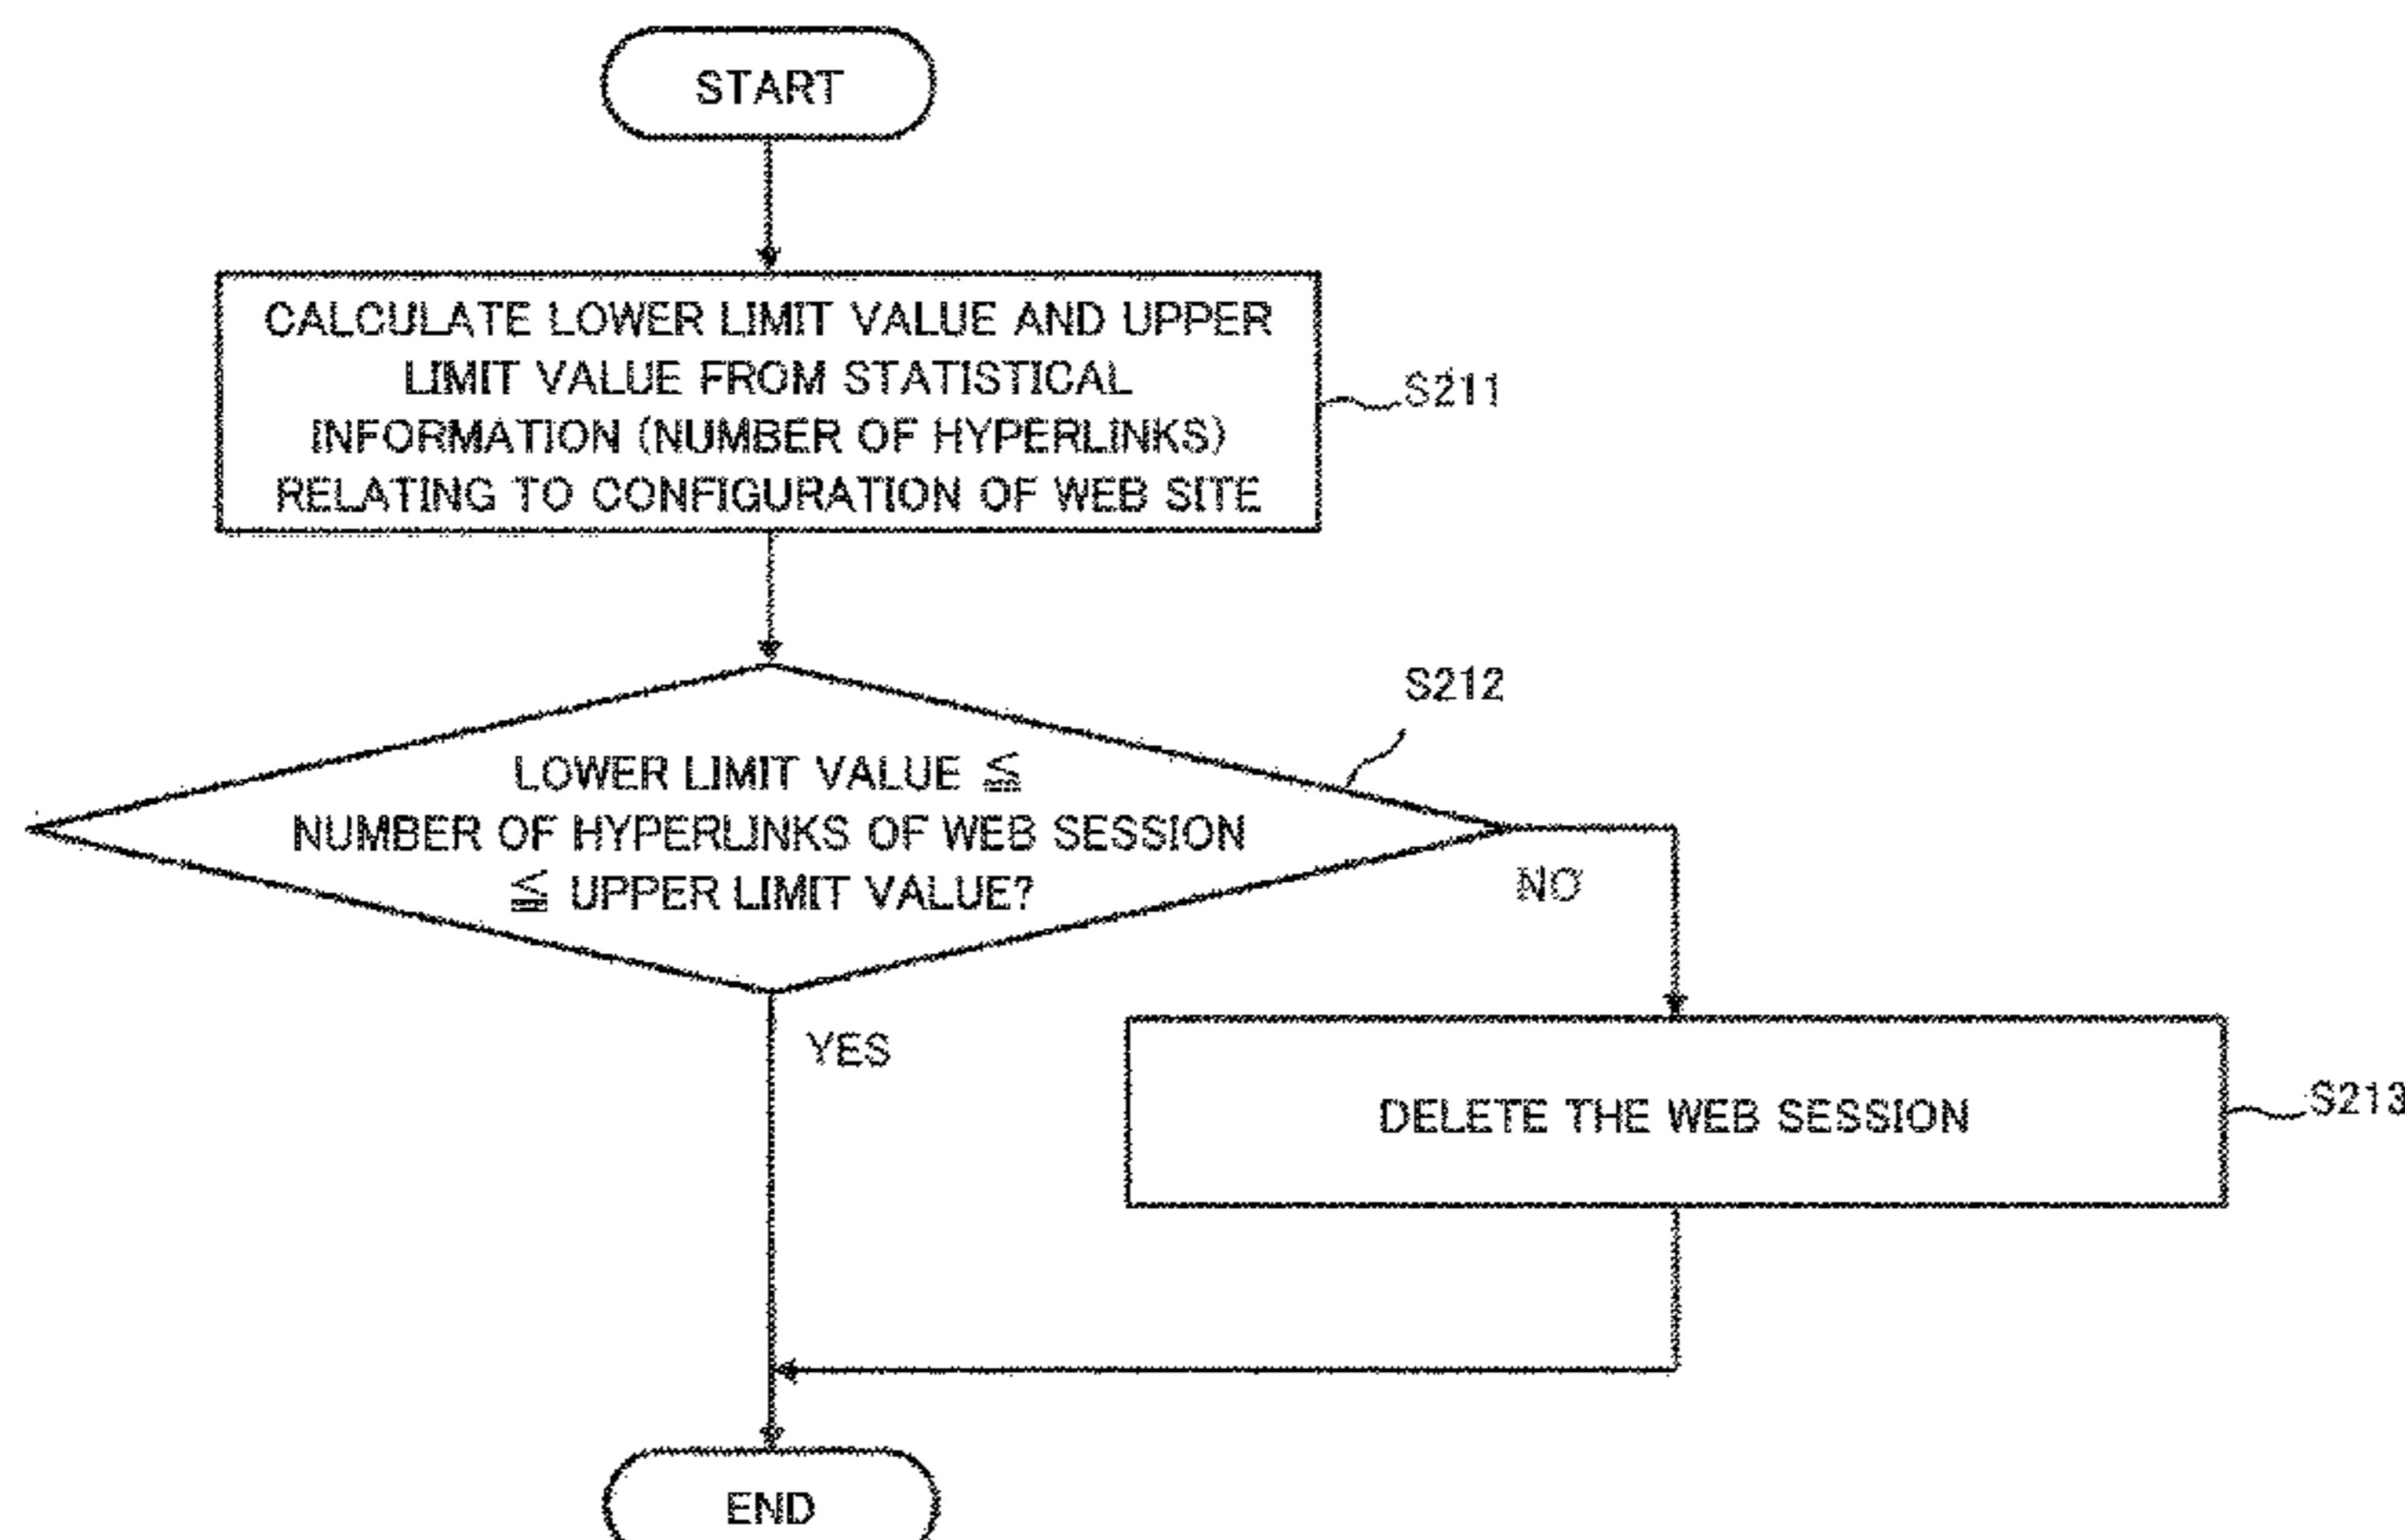 START
CALCULATE LOWER LIMIT VALUE AND UPPER
LIMIT VALUE FROM STATISTICAL
INFORMATION (NUMBER OF HYPERLINKS)
RELATING TO CONFIGURATION OF WEB SITE
S211
S212
LOWER LIMIT VALUE ≦
NUMBER OF HYPERLINKS OF WEB SESSION
≦ UPPER LIMIT VALUE?
NO
YES
DELETE THE WEB SESSION
S213
END